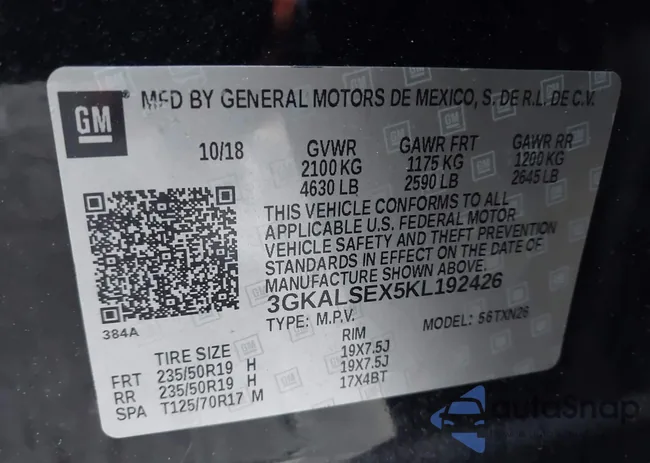 GM
MFD BY GENERAL MOTORS DE MEXICO, S. DE R.L. DE C.V.
10/18 GVWR GAWR FRT GAWR RR
2100 KG 1175 KG 1200 KG
4630 LB 2590 LB 2645 LB
THIS VEHICLE CONFORMS TO ALL
APPLICABLE U.S. FEDERAL MOTOR
VEHICLE SAFETY AND THEFT PREVENTION
STANDARDS IN EFFECT ON THE DATE OF
MANUFACTURE SHOWN ABOVE.
3GKALSEX5KL192426
384A
TYPE: M.P.V. MODEL: 56TXN26
TIRE SIZE RIM
FRT 235/50R19 H 19X7.5J
RR 235/50R19 H 19X7.5J
SPA T125/70R17 M 17X4BT
autosnap